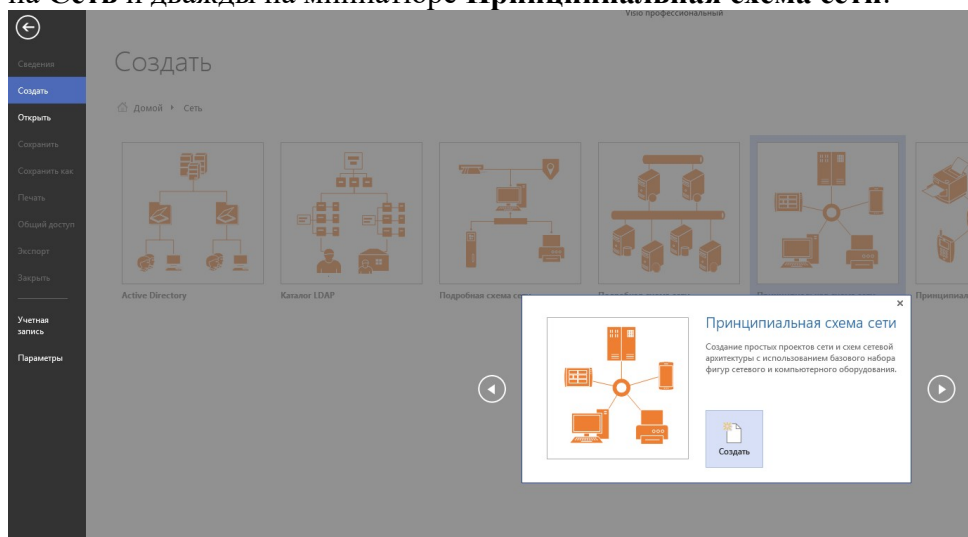 на Сеть и дважды на миниатюре Принципиальная схема сети.
Visio профессиональный
Сведения
Создать
Открыть
Сохранить
Сохранить как
Печать
Общий доступ
Экспорт
Закрыть
Учетная
запись
Параметры
Создать
Домой
Сеть
Active Directory
Каталог LDAP
Подробная схема се
Принципиал
Принципиальная схема сети
Создание простых проектов сети и схем сетевой
архитектуры с использованием базового набора
фигур сетевого и компьютерного оборудования.
Создать